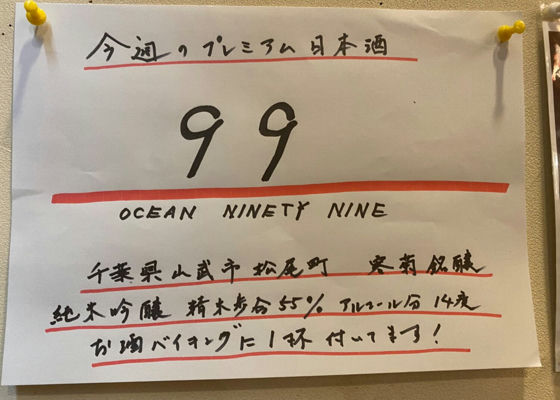 今週のプレミアム日本酒
99
OCEAN NINETY NINE
千葉県山武市松尾町 寒菊銘醸
純米吟醸 精米歩合55% アルコール分14度
お酒バイキングに1杯付いてます!